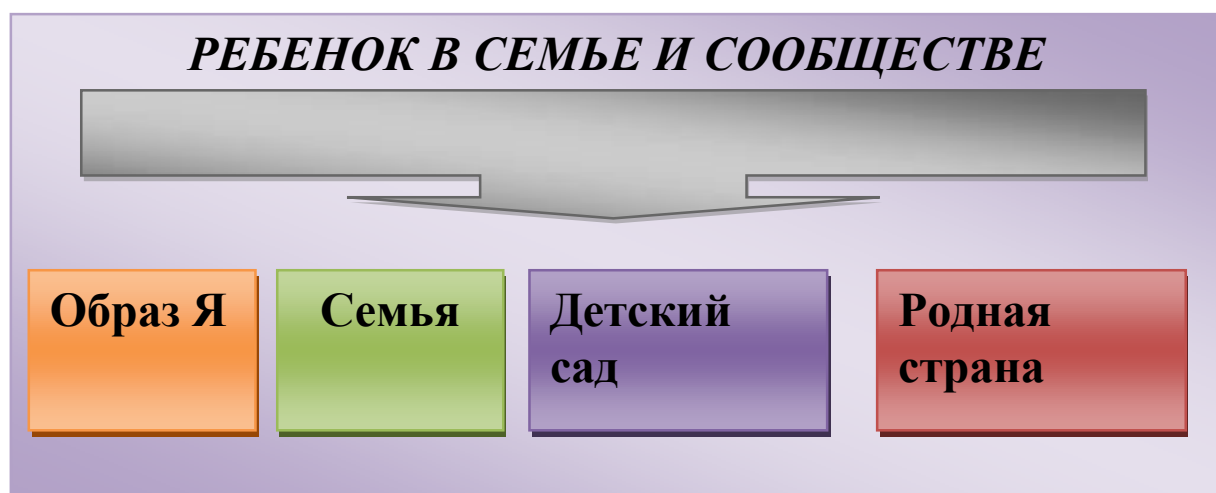 РЕБЕНОК В СЕМЬЕ И СООБЩЕСТВЕ
Образ Я
Семья
Детский
сад
Родная
страна